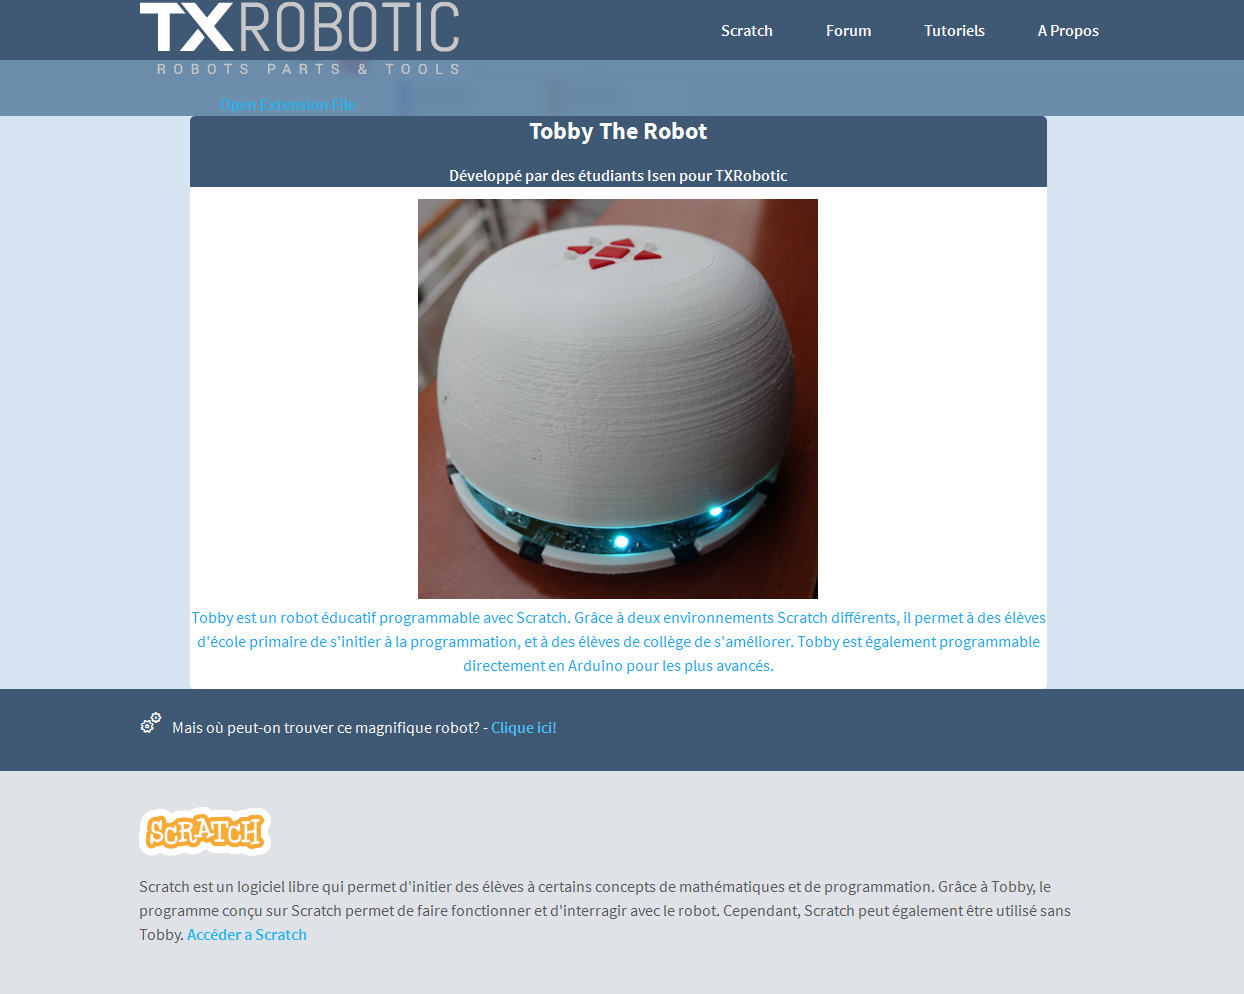 TXROBOTIC
ROBOTS PARTS & TOOLS
Scratch Forum Tutoriels A Propos
Open Extension File
Tobby The Robot
Développé par des étudiants Isen pour TXRobotic
Tobby est un robot éducatif programmable avec Scratch. Grâce à deux environnements Scratch différents, il permet à des élèves
d'école primaire de s'initier à la programmation, et à des élèves de collège de s'améliorer. Tobby est également programmable
directement en Arduino pour les plus avancés.
Mais où peut-on trouver ce magnifique robot? - Clique ici!
SCRATCH
Scratch est un logiciel libre qui permet d'initier des élèves à certains concepts de mathématiques et de programmation. Grâce à Tobby, le
programme conçu sur Scratch permet de faire fonctionner et d'interragir avec le robot. Cependant, Scratch peut également être utilisé sans
Tobby. Accéder a Scratch